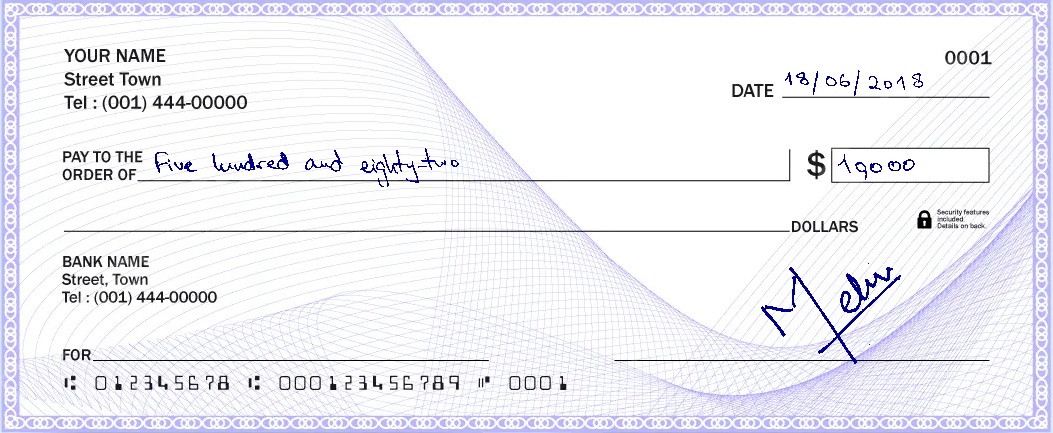 YOUR NAME
0001
Street Town
Tel : (001) 444-00000
DATE 18/06/2018
PAY TO THE
ORDER OF Five hundred and eighty-two $ 19000
DOLLARS
Security features
included.
Details on back.
BANK NAME
Street, Town
Tel : (001) 444-00000
Melw
FOR
⑆ 012345678 ⑆ 000123456789 ⑈ 0001